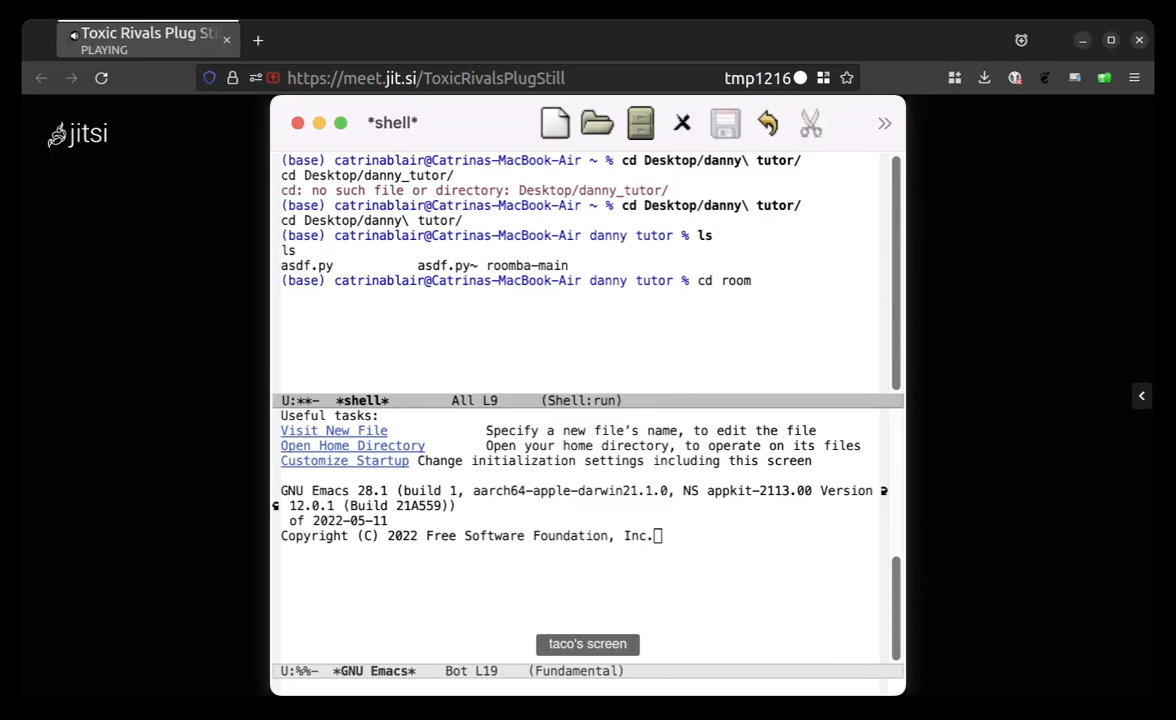 Toxic Rivals Plug Sti
PLAYING
https://meet.jit.si/ToxicRivalsPlugStill
tmp1216
jitsi
*shell*
(base) catrinablair@Catrinas-MacBook-Air ~ % cd Desktop/danny\ tutor/
cd Desktop/danny_tutor/
cd: no such file or directory: Desktop/danny_tutor/
(base) catrinablair@Catrinas-MacBook-Air ~ % cd Desktop/danny\ tutor/
cd Desktop/danny\ tutor/
(base) catrinablair@Catrinas-MacBook-Air danny tutor % ls
ls
asdf.py asdf.py~ roomba-main
(base) catrinablair@Catrinas-MacBook-Air danny tutor % cd room
U:**- *shell* All L9 (Shell:run)
Useful tasks:
Visit New File Specify a new file's name, to edit the file
Open Home Directory Open your home directory, to operate on its files
Customize Startup Change initialization settings including this screen
GNU Emacs 28.1 (build 1, aarch64-apple-darwin21.1.0, NS appkit-2113.00 Version
12.0.1 (Build 21A559))
of 2022-05-11
Copyright (C) 2022 Free Software Foundation, Inc.
taco's screen
U:%%- *GNU Emacs* Bot L19 (Fundamental)